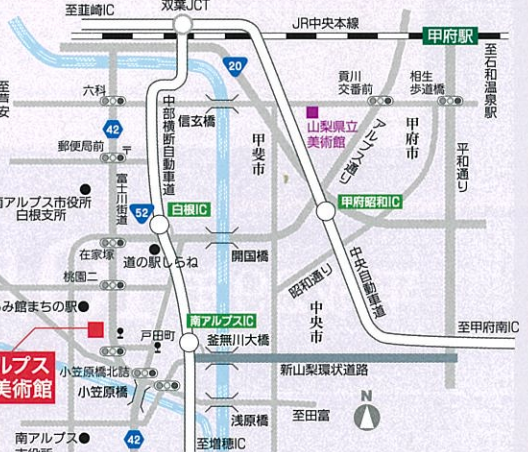 至韮崎IC
双葉JCT
JR中央本線
甲府駅
至石和温泉駅
20
六科
信玄橋
貢川
交番前
相生
歩道橋
42
中部横断自動車道
山梨県立
美術館
アルプス通り
甲府市
甲斐市
平和通り
郵便局前
富士川街道
南アルプス市役所
白根支所
52
白根IC
甲府昭和IC
在家塚
道の駅しらね
開国橋
桃園二
昭和通り
中央自動車道
み館まちの駅
中央市
南アルプスIC
至甲府南IC
戸田町
釜無川大橋
ルプス
美術館
小笠原橋北詰
新山梨環状道路
小笠原橋
N
浅原橋
至田富
南アルプス
42
至増穂IC